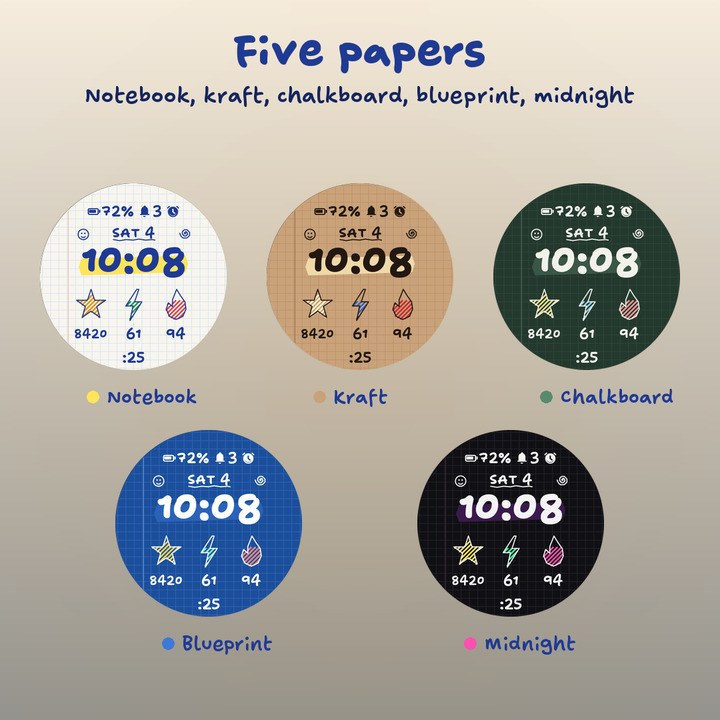 Five papers
Notebook, kraft, chalkboard, blueprint, midnight
72% 3
SAT 4
10:08
8420 61 94
:25
Notebook
72% 3
SAT 4
10:08
8420 61 94
:25
Kraft
72% 3
SAT 4
10:08
8420 61 94
:25
Chalkboard
72% 3
SAT 4
10:08
8420 61 94
:25
Blueprint
72% 3
SAT 4
10:08
8420 61 94
:25
Midnight